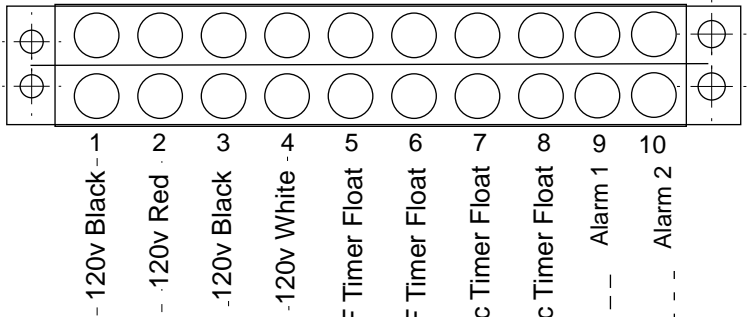 1 2 3 4 5 6 7 8 9 10
120v Black
120v Red
120v Black
120v White
Timer Float
Timer Float
Timer Float
Timer Float
Alarm 1
Alarm 2